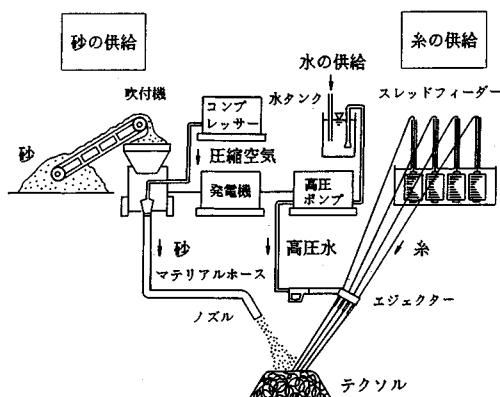 砂の供給
糸の供給
水の供給
吹付機
コンプ
レッサー
水タンク
スレッドフィーダー
砂
圧縮空気
発電機
高圧
ポンプ
砂
高圧水
糸
マテリアルホース
エジェクター
ノズル
テクソル